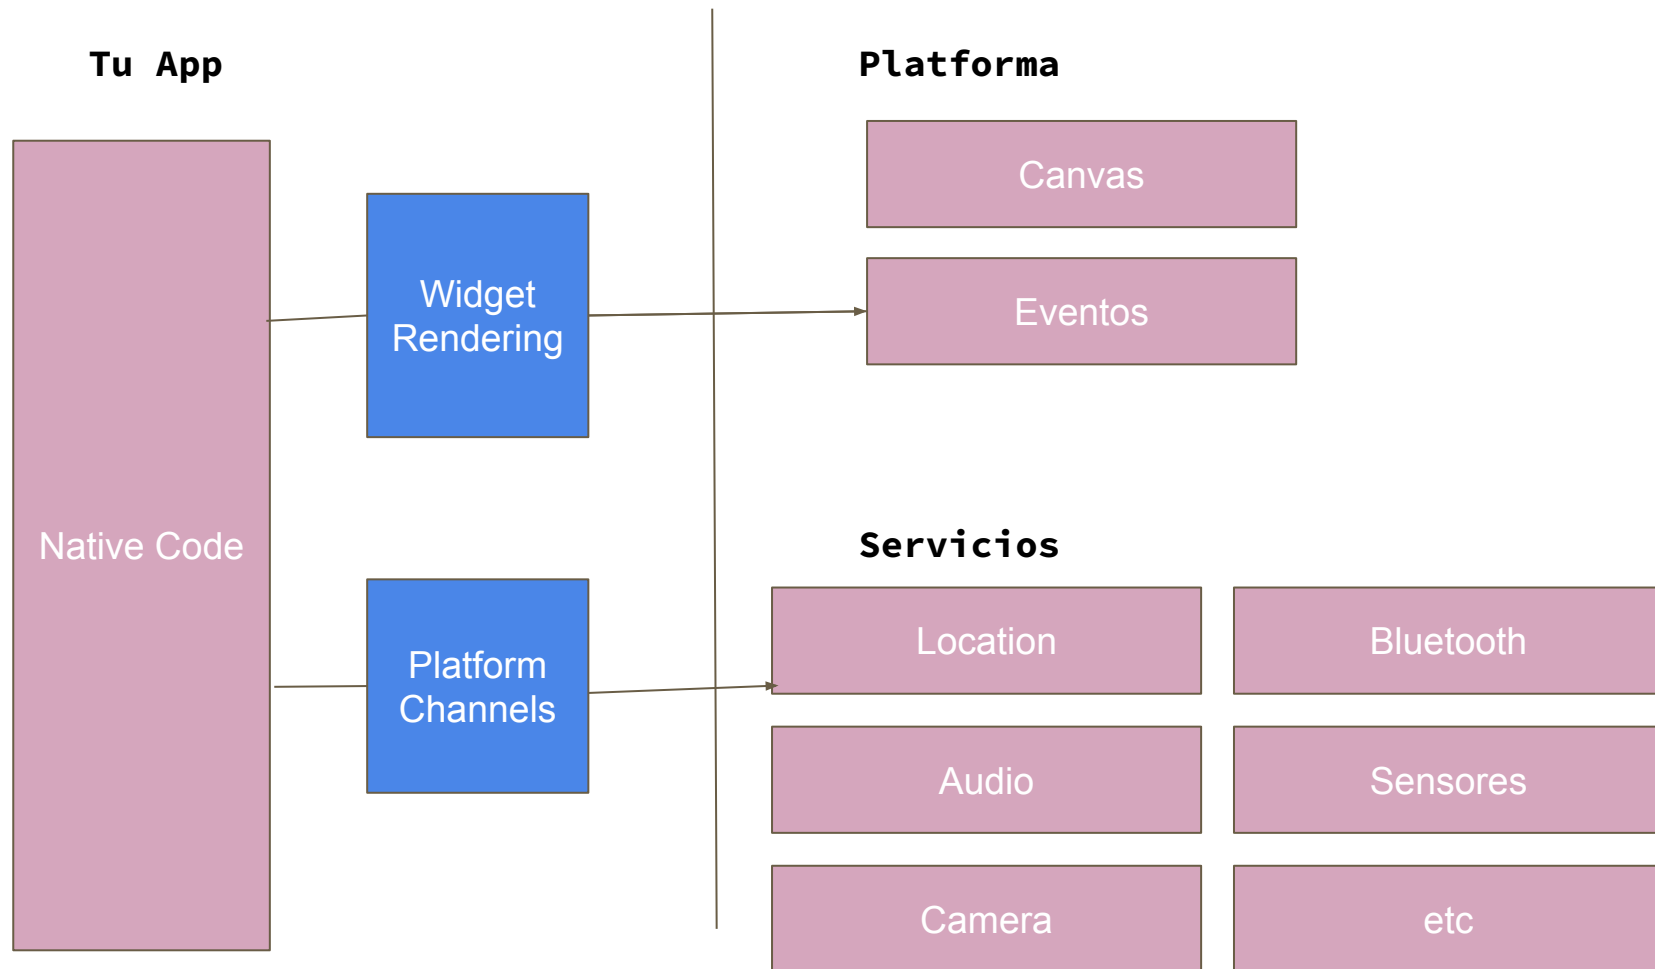 Tu App
Native Code
Widget
Rendering
Platform
Channels
Platforma
Canvas
Eventos
Servicios
Location
Bluetooth
Audio
Sensores
Camera
etc